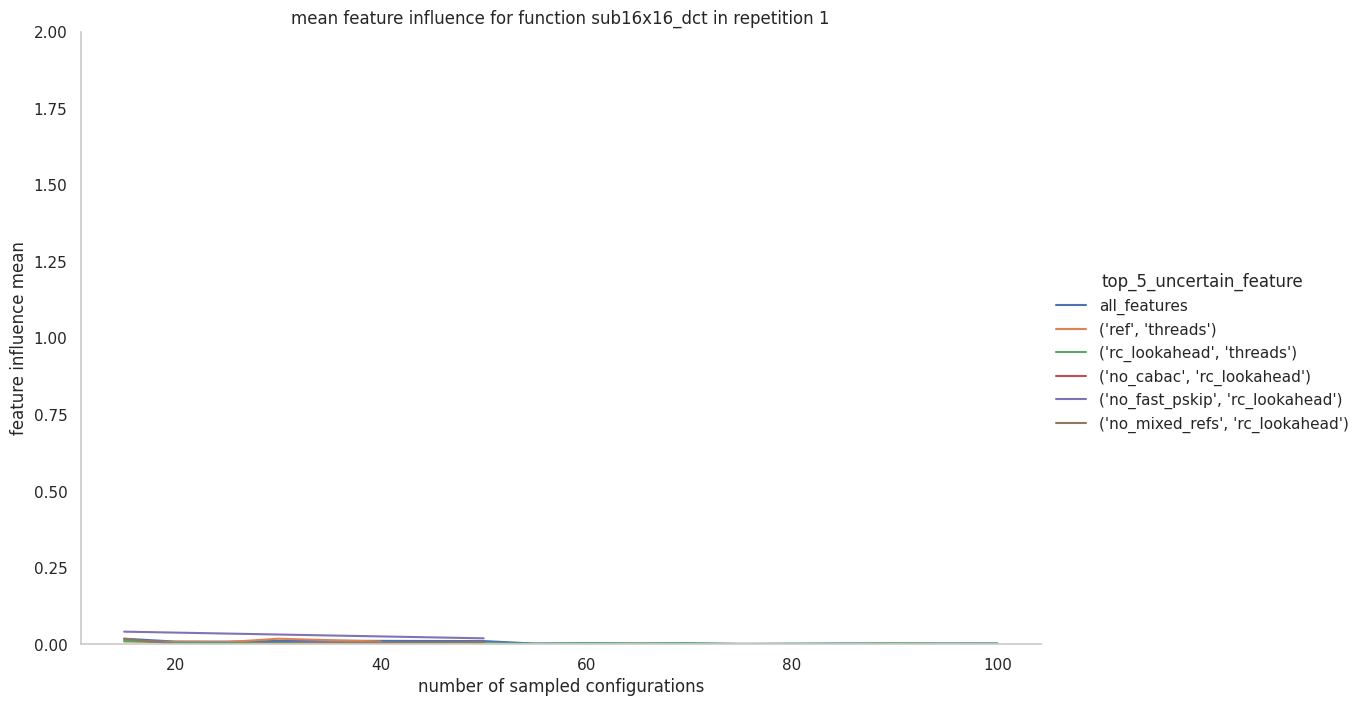 mean feature influence for function sub16x16_dct in repetition 1
2.00
1.75
1.50
1.25
1.00
0.75
0.50
0.25
0.00
feature influence mean
20 40 60 80 100
number of sampled configurations
top_5_uncertain_feature
all_features
('ref', 'threads')
('rc_lookahead', 'threads')
('no_cabac', 'rc_lookahead')
('no_fast_pskip', 'rc_lookahead')
('no_mixed_refs', 'rc_lookahead')